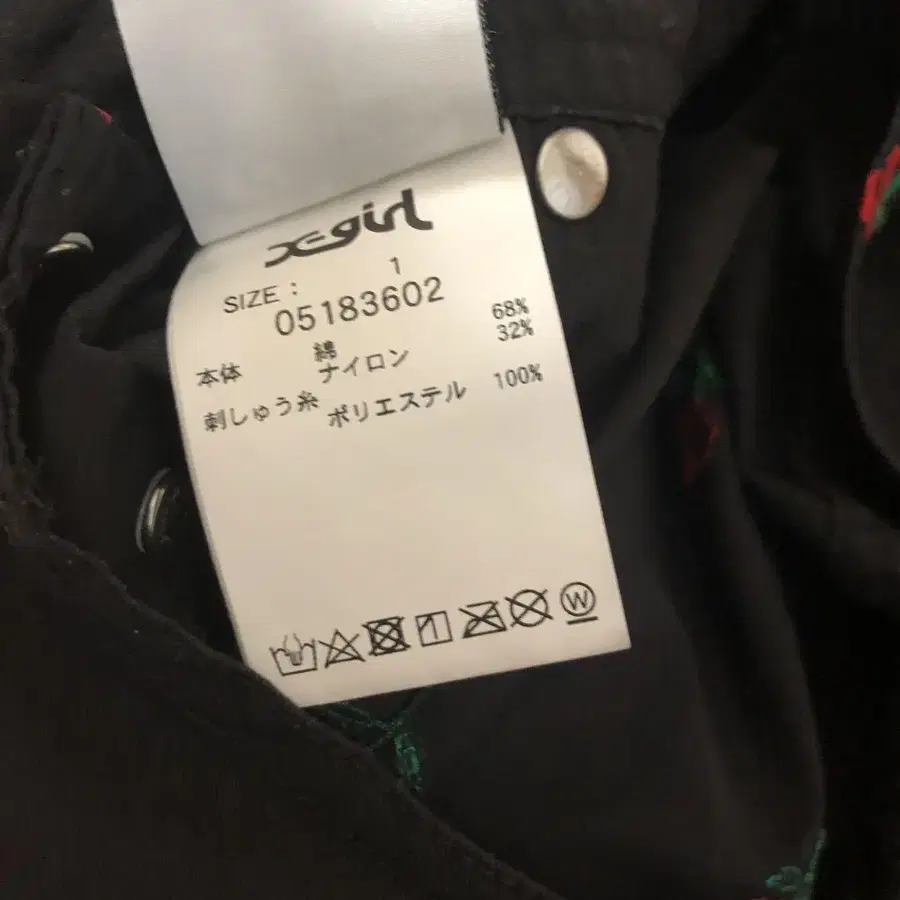 X-girl
SIZE : 1
05183602
本体 綿 68%
ナイロン 32%
刺しゅう糸 ポリエステル 100%
W